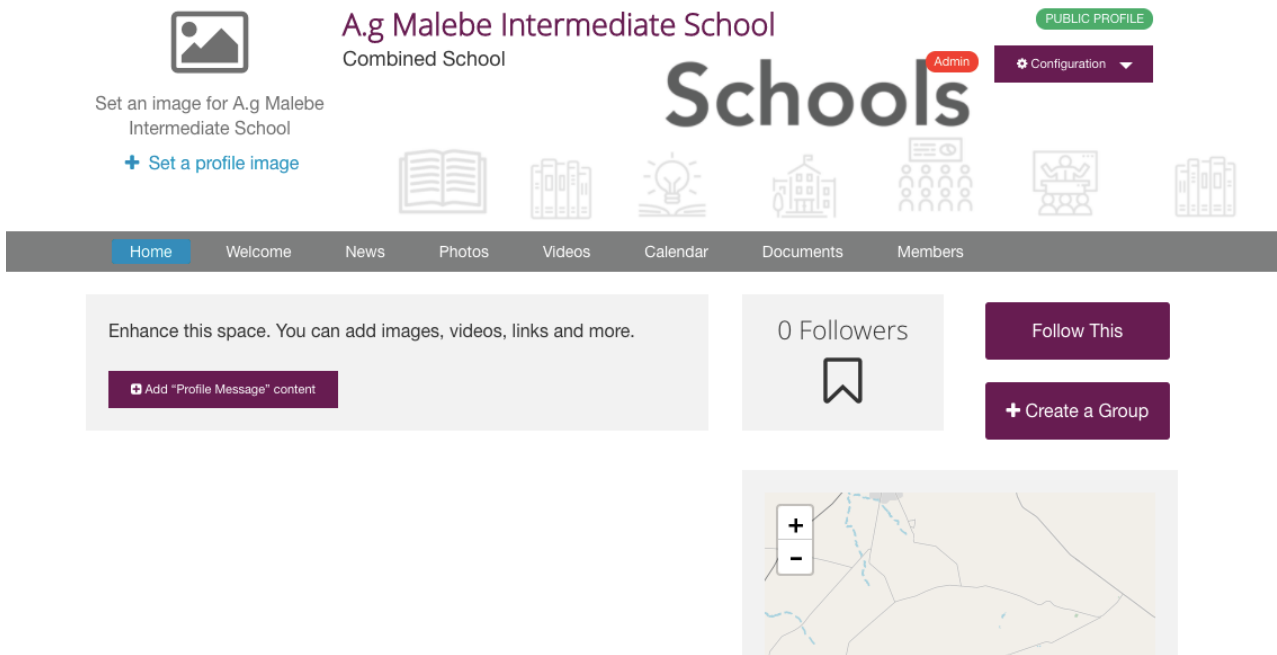 A.g Malebe Intermediate School
Combined School
PUBLIC PROFILE
Admin
Configuration
Schools
Set an image for A.g Malebe
Intermediate School
+ Set a profile image
Home Welcome News Photos Videos Calendar Documents Members
Enhance this space. You can add images, videos, links and more.
Add “Profile Message” content
0 Followers
Follow This
+ Create a Group
+
-